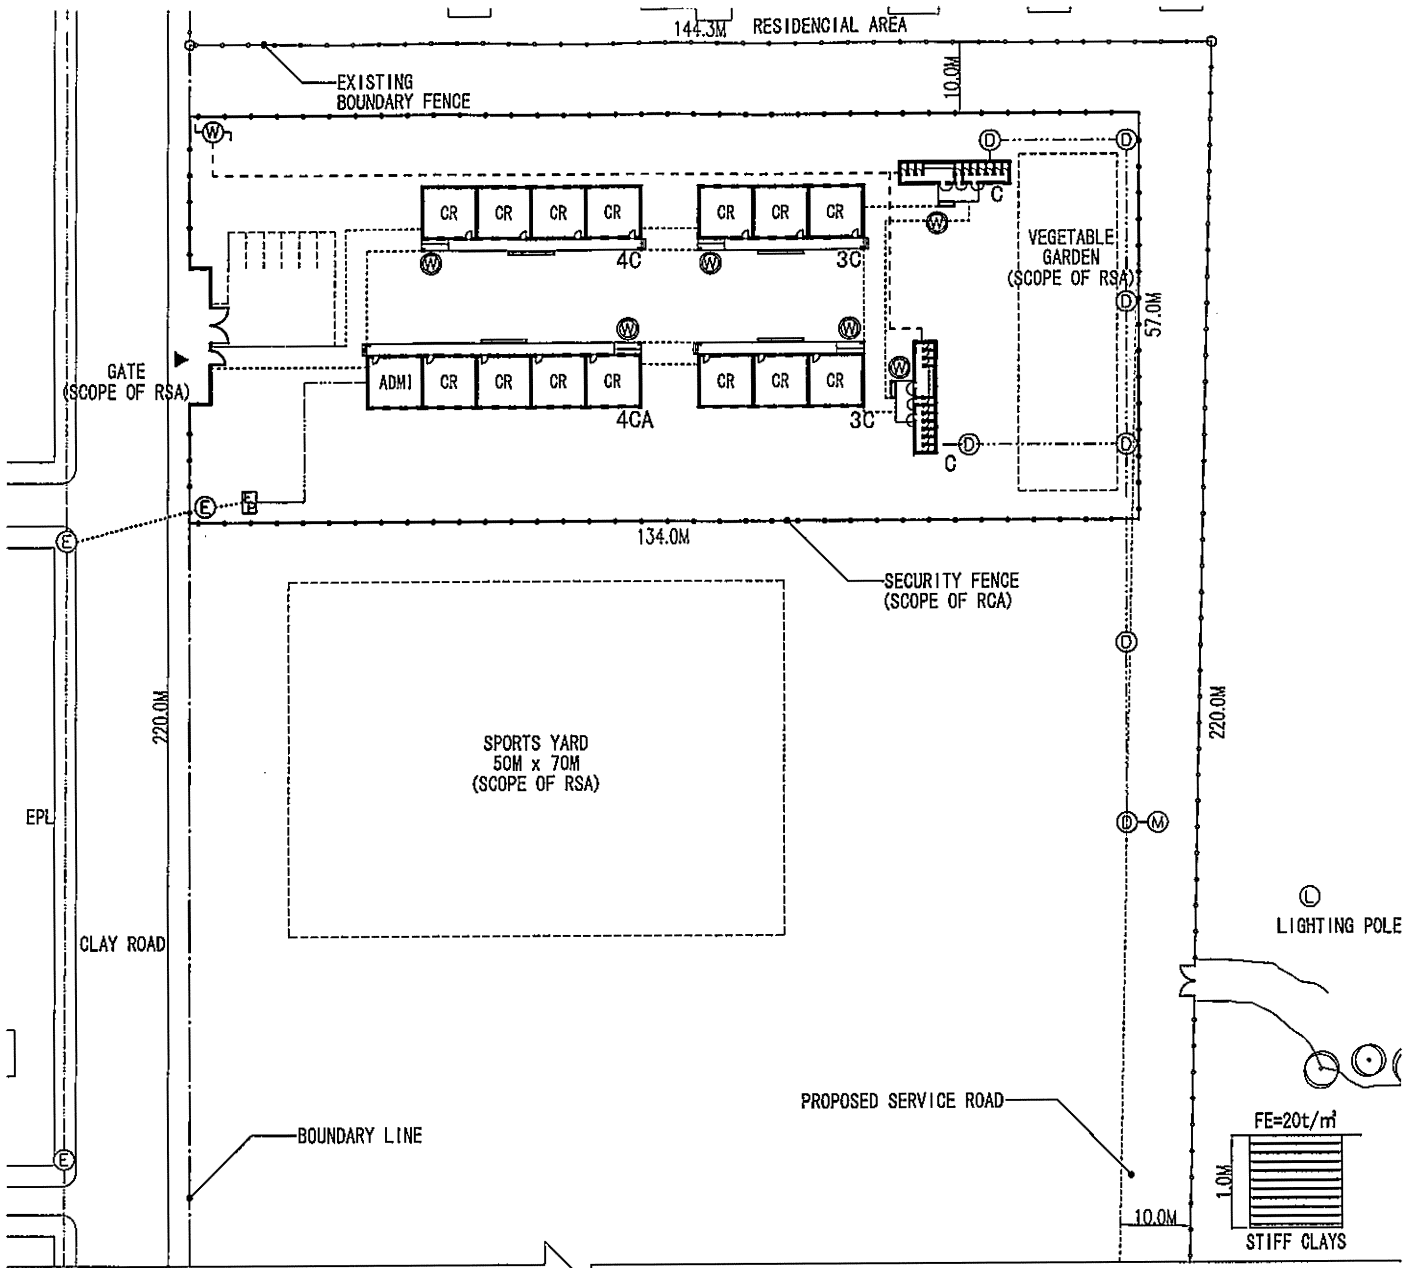 144.3M
RESIDENCIAL AREA
EXISTING
BOUNDARY FENCE
10.0M
W
D
D
CR CR CR CR
CR CR CR
C
W
VEGETABLE
GARDEN
(SCOPE OF RSA)
4C
3C
W
W
D
57.0M
W
W
GATE
(SCOPE OF RSA)
ADMI CR CR CR CR
CR CR CR
W
4CA
3C
D
D
C
E
E
P
E
134.0M
SECURITY FENCE
(SCOPE OF RCA)
D
220.0M
220.0M
SPORTS YARD
50M x 70M
(SCOPE OF RSA)
EPL
D
M
L
LIGHTING POLE
CLAY ROAD
PROPOSED SERVICE ROAD
FE=20t/㎡
BOUNDARY LINE
E
1.0M
10.0M
STIFF CLAYS